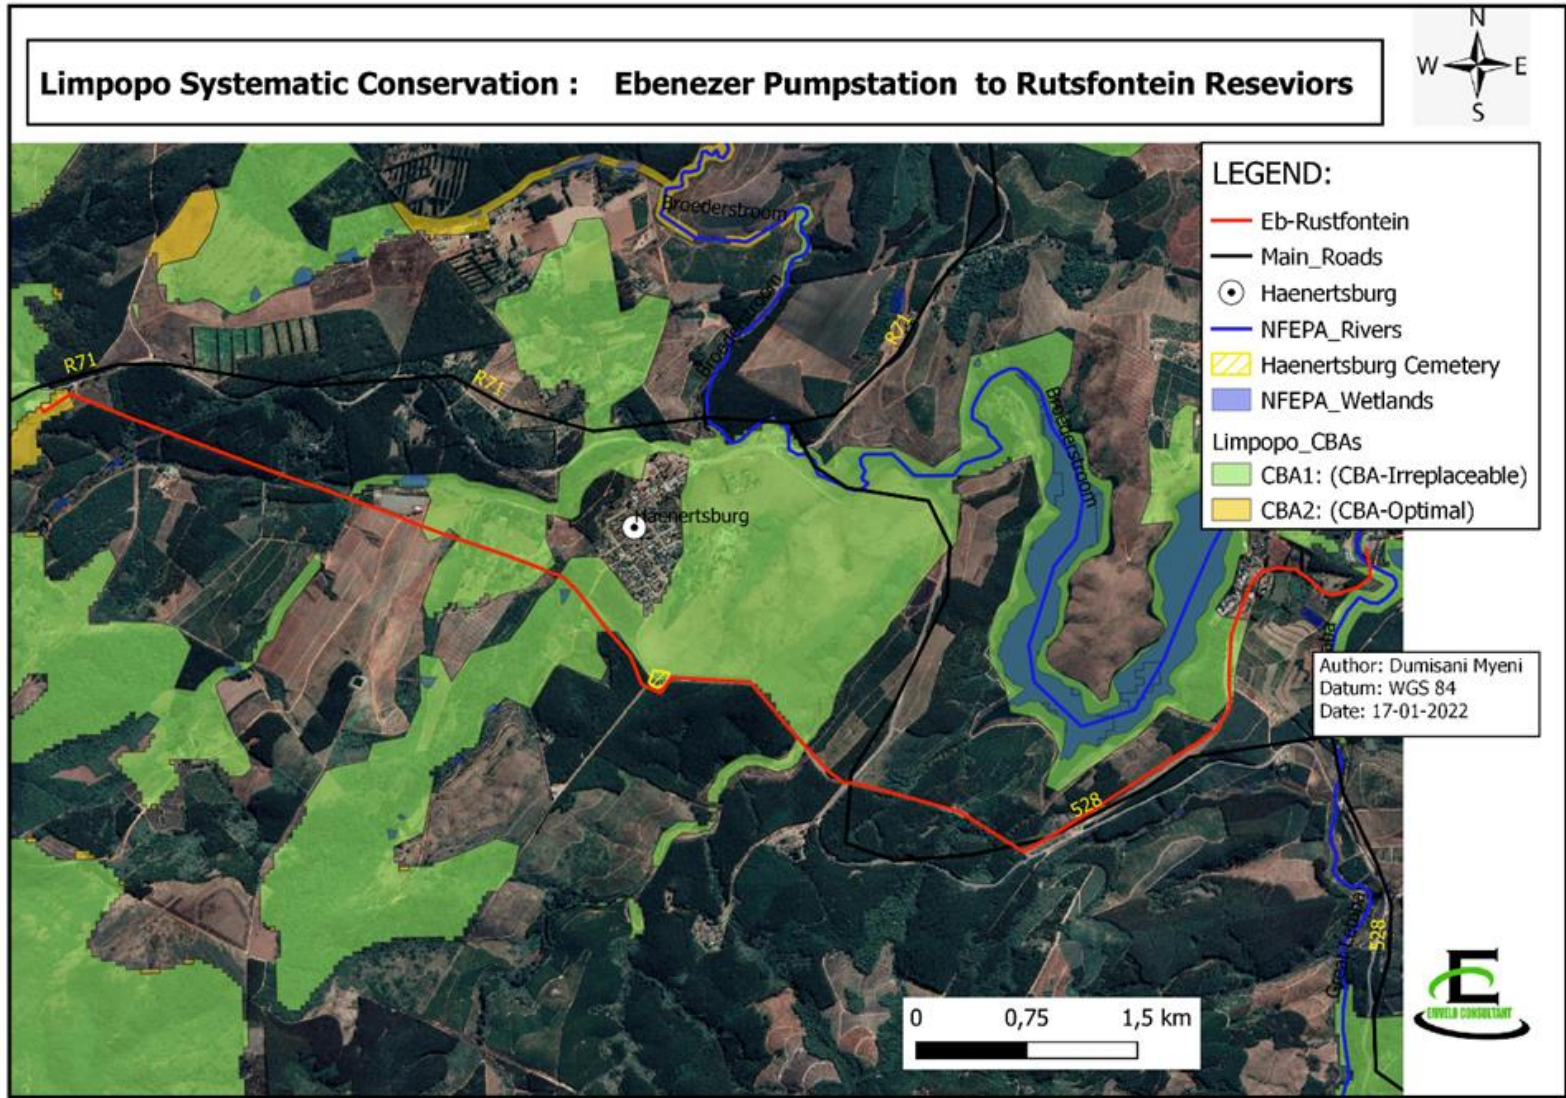 N
W E
S
Limpopo Systematic Conservation : Ebenezer Pumpstation to Rutsfontein Reseviors
LEGEND:
Eb-Rustfontein
Main_Roads
Haenertsburg
NFEPA_Rivers
Haenertsburg Cemetery
NFEPA_Wetlands
Limpopo_CBAs
CBA1: (CBA-Irreplaceable)
CBA2: (CBA-Optimal)
Broederstroom
Broederstroom
R71
R71
R71
Broederstroom
Haenertsburg
Author: Dumisani Myeni
Datum: WGS 84
Date: 17-01-2022
528
528
0 0,75 1,5 km
E
EMVELO CONSULTANT